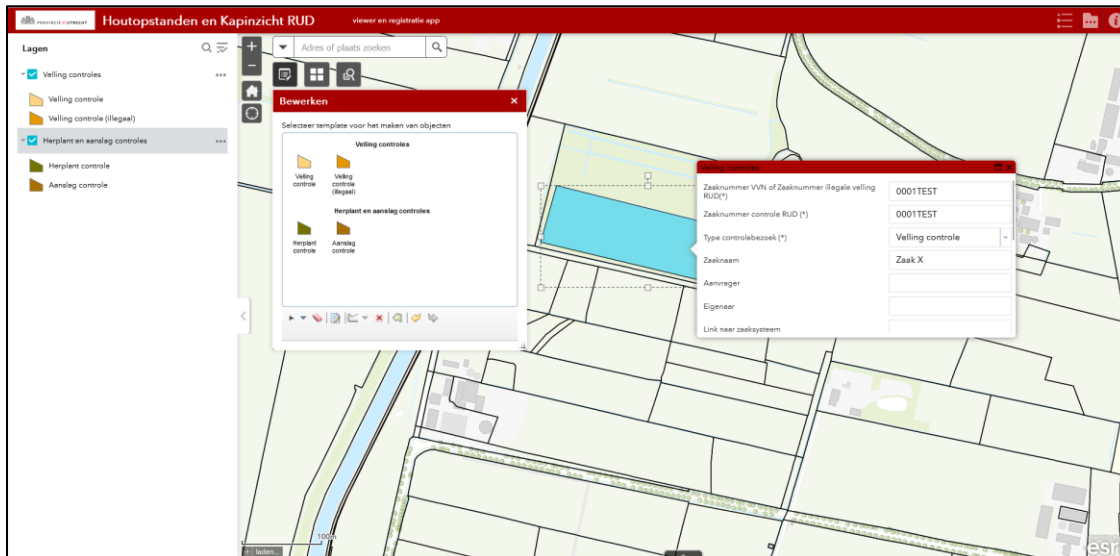 PROVINCIE UTRECHT
Houtopstanden en Kapinzicht RUD
viewer en registratie app
Lagen
Velling controles
Velling controle
Velling controle (illegaal)
Herplant en aanslag controles
Herplant controle
Aanslag controle
+
−
Adres of plaats zoeken
Bewerken
Selecteer template voor het maken van objecten
Velling controles
Velling
controle
Velling
controle
(illegaal)
Herplant en aanslag controles
Herplant
controle
Aanslag
controle
Velling controles
Zaaknummer VVN of Zaaknummer illegale velling
RUD(*)
0001TEST
Zaaknummer controle RUD (*)
0001TEST
Type controlebezoek (*)
Velling controle
Zaaknaam
Zaak X
Aanvrager
Eigenaar
Link naar zaaksysteem
100m
laden...
esri